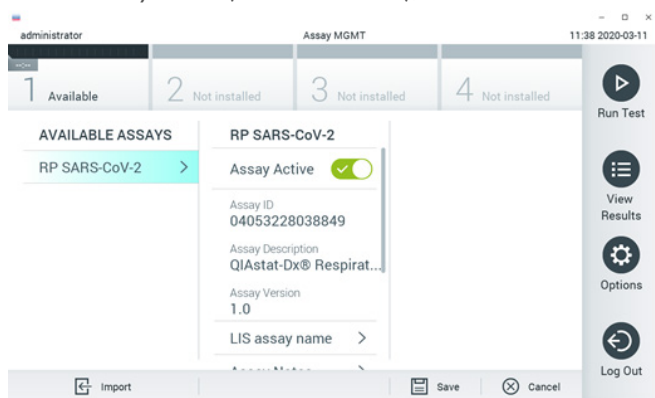 administrator
Assay MGMT
11:38 2020-03-11
1 Available
2 Not installed
3 Not installed
4 Not installed
Run Test
AVAILABLE ASSAYS
RP SARS-CoV-2
RP SARS-CoV-2
Assay Active
Assay ID
04053228038849
Assay Description
QIAstat-Dx® Respirat...
Assay Version
1.0
LIS assay name
View
Results
Options
Log Out
Import
Save
Cancel